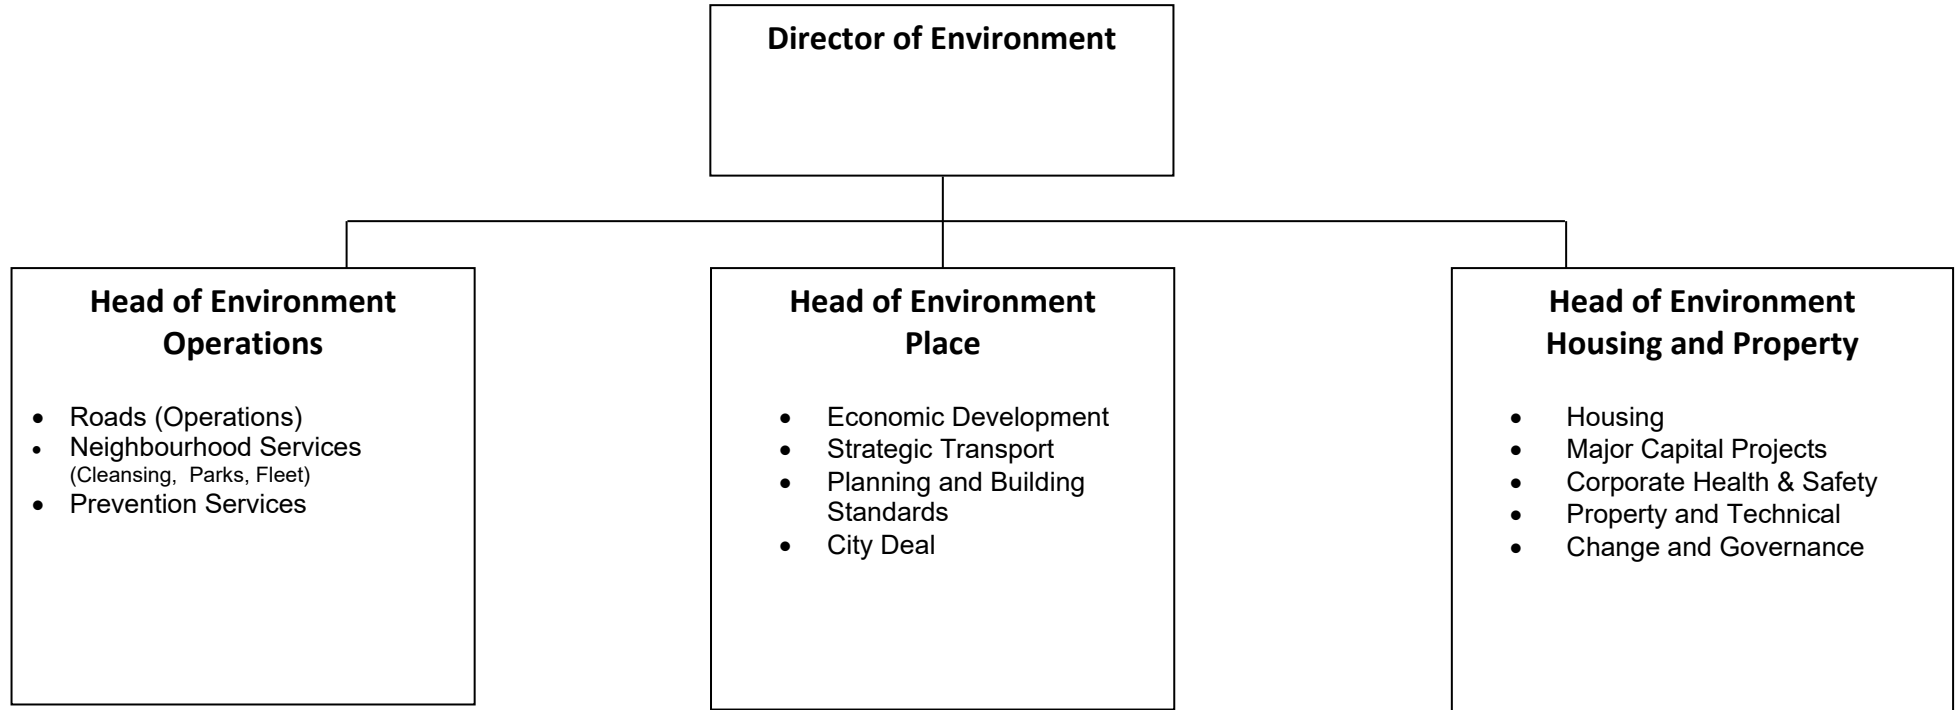 Director of Environment
Head of Environment
Operations
• Roads (Operations)
• Neighbourhood Services
(Cleansing, Parks, Fleet)
• Prevention Services
Head of Environment
Place
• Economic Development
• Strategic Transport
• Planning and Building
Standards
• City Deal
Head of Environment
Housing and Property
• Housing
• Major Capital Projects
• Corporate Health & Safety
• Property and Technical
• Change and Governance